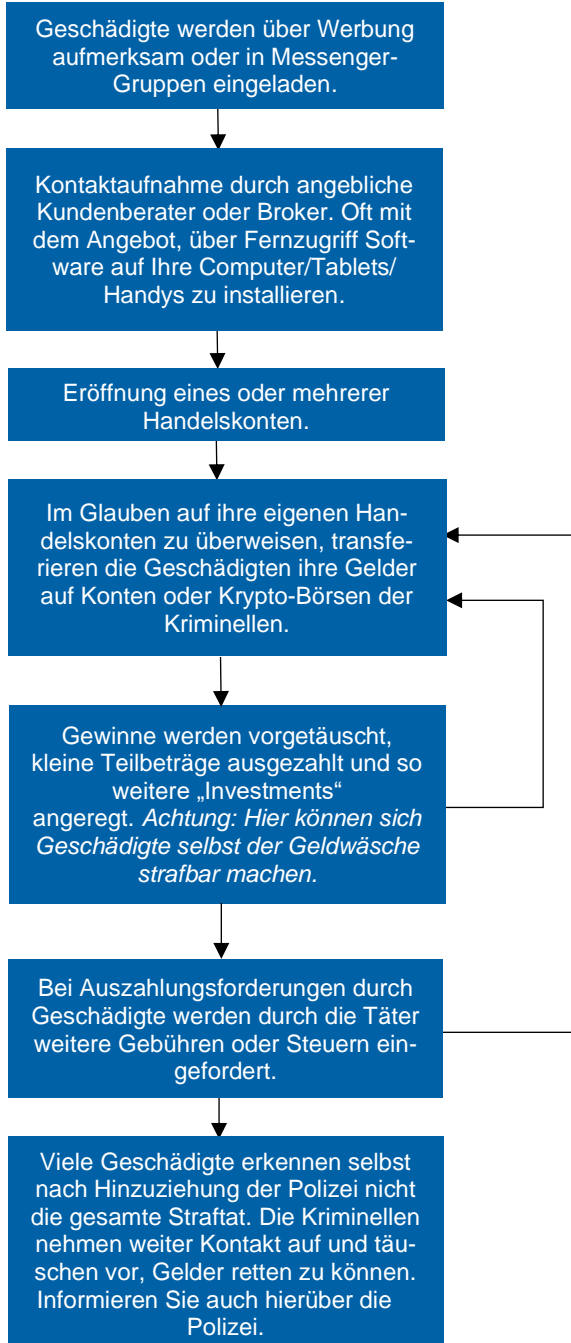 Geschädigte werden über Werbung
aufmerksam oder in Messenger-
Gruppen eingeladen.
Kontaktaufnahme durch angebliche
Kundenberater oder Broker. Oft mit
dem Angebot, über Fernzugriff Soft-
ware auf Ihre Computer/Tablets/
Handys zu installieren.
Eröffnung eines oder mehrerer
Handelskonten.
Im Glauben auf ihre eigenen Han-
delskonten zu überweisen, transfe-
rieren die Geschädigten ihre Gelder
auf Konten oder Krypto-Börsen der
Kriminellen.
Gewinne werden vorgetäuscht,
kleine Teilbeträge ausgezahlt und so
weitere „Investments“
angeregt. Achtung: Hier können sich
Geschädigte selbst der Geldwäsche
strafbar machen.
Bei Auszahlungsforderungen durch
Geschädigte werden durch die Täter
weitere Gebühren oder Steuern ein-
gefordert.
Viele Geschädigte erkennen selbst
nach Hinzuziehung der Polizei nicht
die gesamte Straftat. Die Kriminellen
nehmen weiter Kontakt auf und täu-
schen vor, Gelder retten zu können.
Informieren Sie auch hierüber die
Polizei.